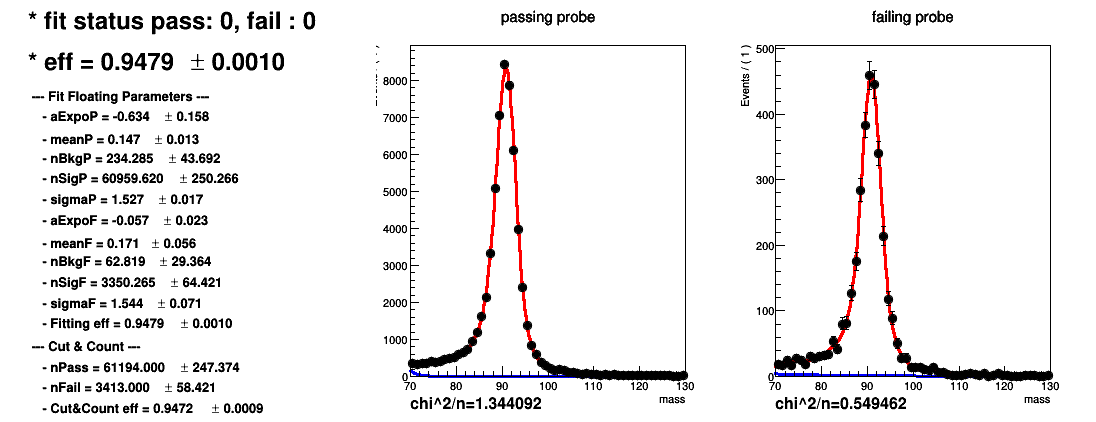 * fit status pass: 0, fail : 0
* eff = 0.9479 ± 0.0010
--- Fit Floating Parameters ---
- aExpoP = -0.634 ± 0.158
- meanP = 0.147 ± 0.013
- nBkgP = 234.285 ± 43.692
- nSigP = 60959.620 ± 250.266
- sigmaP = 1.527 ± 0.017
- aExpoF = -0.057 ± 0.023
- meanF = 0.171 ± 0.056
- nBkgF = 62.819 ± 29.364
- nSigF = 3350.265 ± 64.421
- sigmaF = 1.544 ± 0.071
- Fitting eff = 0.9479 ± 0.0010
--- Cut & Count ---
- nPass = 61194.000 ± 247.374
- nFail = 3413.000 ± 58.421
- Cut&Count eff = 0.9472 ± 0.0009
passing probe
8000
7000
6000
5000
4000
3000
2000
1000
0
70 80 90 100 110 120 130
mass
chi^2/n=1.344092
failing probe
Events / ( 1 )
500
400
300
200
100
0
70 80 90 100 110 120 130
mass
chi^2/n=0.549462